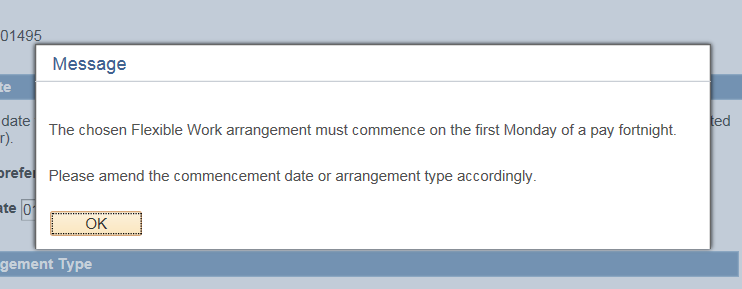 01495
Message
te
date
ted
The chosen Flexible Work arrangement must commence on the first Monday of a pay fortnight.
r).
prefer
Please amend the commencement date or arrangement type accordingly.
ate 01
OK
gement Type